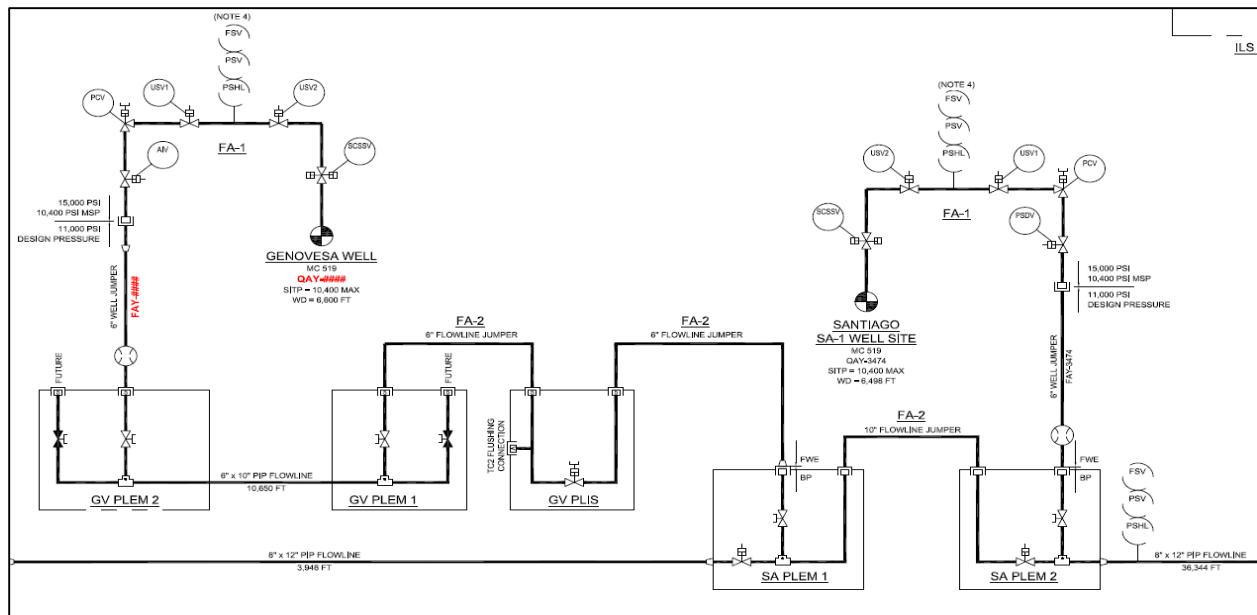 (NOTE 4)
FSV
PSV
PSHL
USV1
USV2
PCV
FA-1
AIV
SCSSV
15,000 PSI
10,400 PSI MSP
11,000 PSI
DESIGN PRESSURE
GENOVESA WELL
MC 519
QAY-####
SITP = 10,400 MAX
WD = 6,600 FT
6" WELL JUMPER
FAY-####
ILS
(NOTE 4)
FSV
PSV
PSHL
USV2
USV1
PCV
FA-1
SCSSV
PSDV
15,000 PSI
10,400 PSI MSP
11,000 PSI
DESIGN PRESSURE
SANTIAGO
SA-1 WELL SITE
MC 519
QAY-3474
SITP = 10,400 MAX
WD = 6,498 FT
6" WELL JUMPER
FAY-3474
FA-2
6" FLOWLINE JUMPER
FA-2
6" FLOWLINE JUMPER
FUTURE
FUTURE
TC2 FLUSHING
CONNECTION
FA-2
10" FLOWLINE JUMPER
FWE
BP
FWE
BP
FSV
PSV
PSHL
GV PLEM 2
6" x 10" PIP FLOWLINE
10,650 FT
GV PLEM 1
GV PLIS
8" x 12" PIP FLOWLINE
3,946 FT
SA PLEM 1
SA PLEM 2
8" x 12" PIP FLOWLINE
36,344 FT